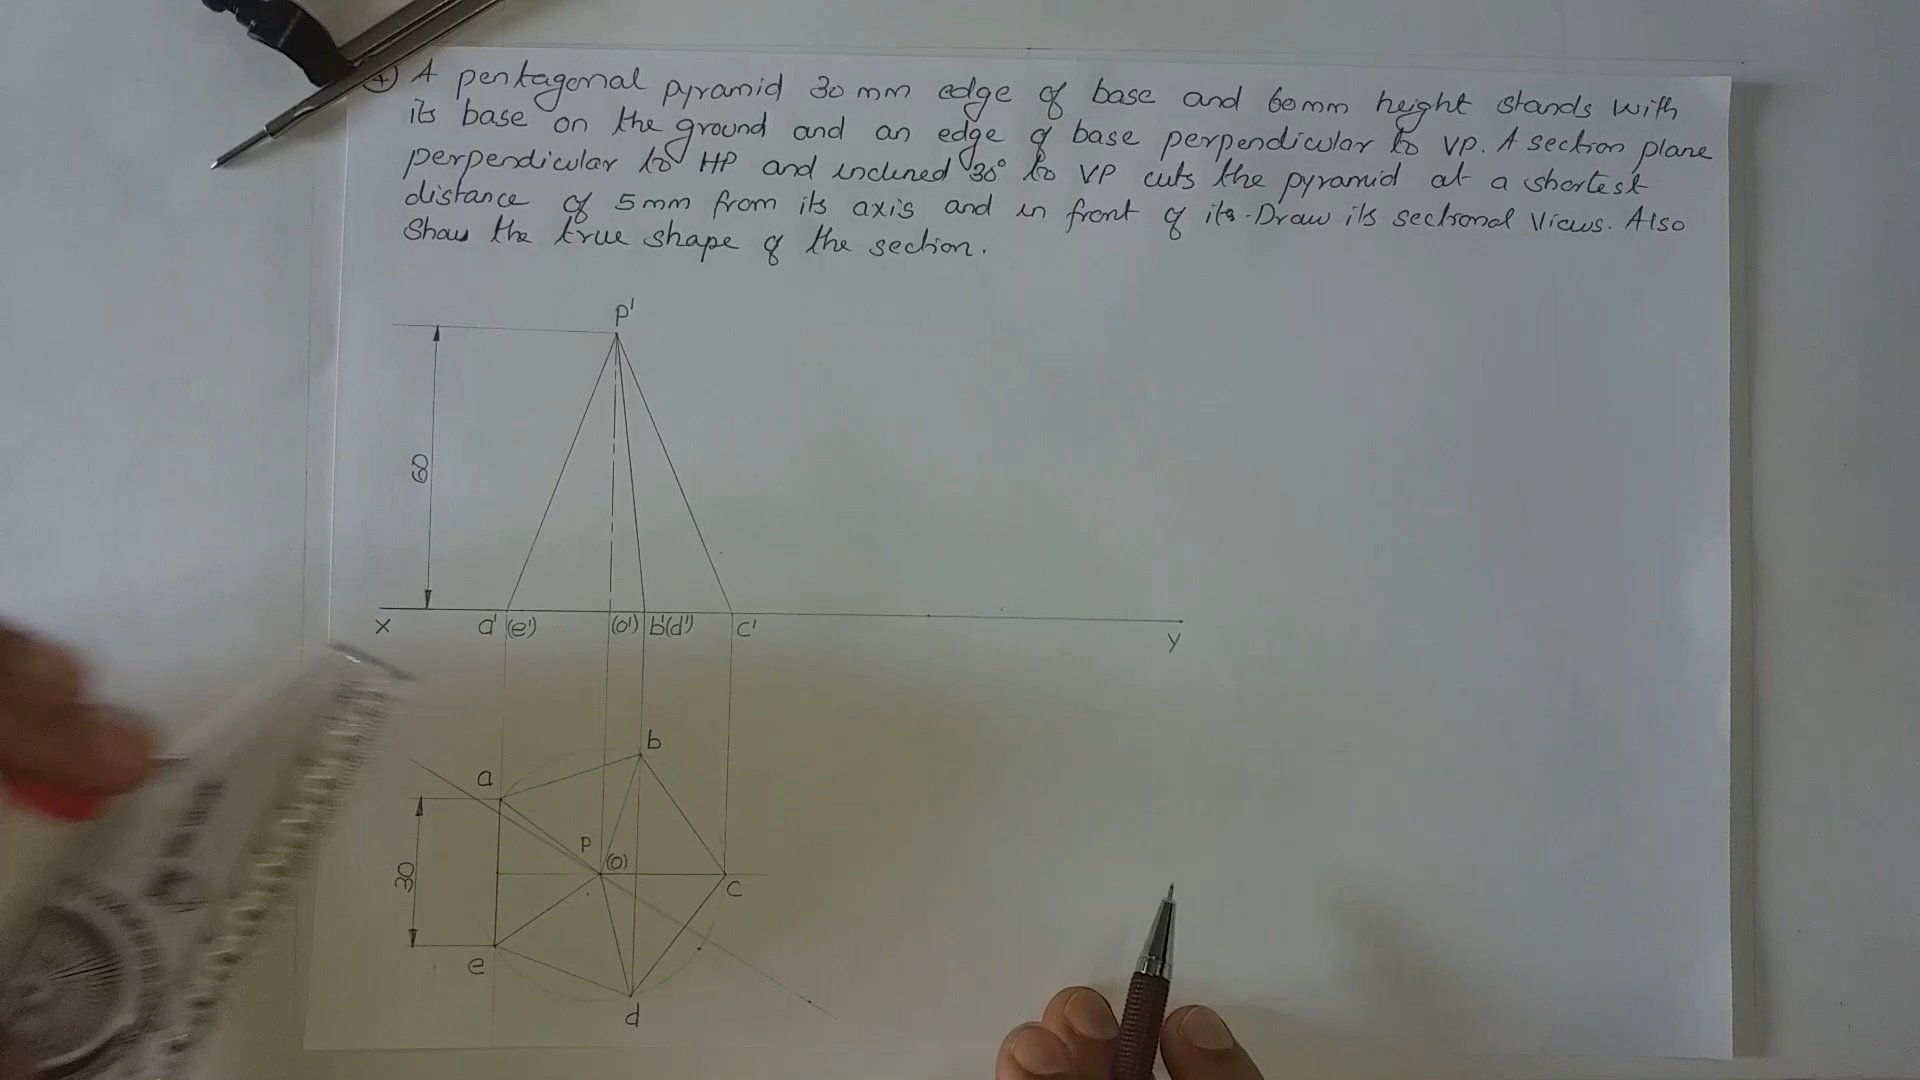 A pentagonal pyramid 30mm edge of base and 60mm height stands with
its base on the ground and an edge of base perpendicular to VP. A section plane
perpendicular to HP and inclined 30° to VP cuts the pyramid at a shortest
distance of 5mm from its axis and in front of its. Draw its sectional views. Also
Show the true shape of the section.
p'
60
X a' (e') (o') b'(d') c' Y
b
a
P (o)
30
c
e
d